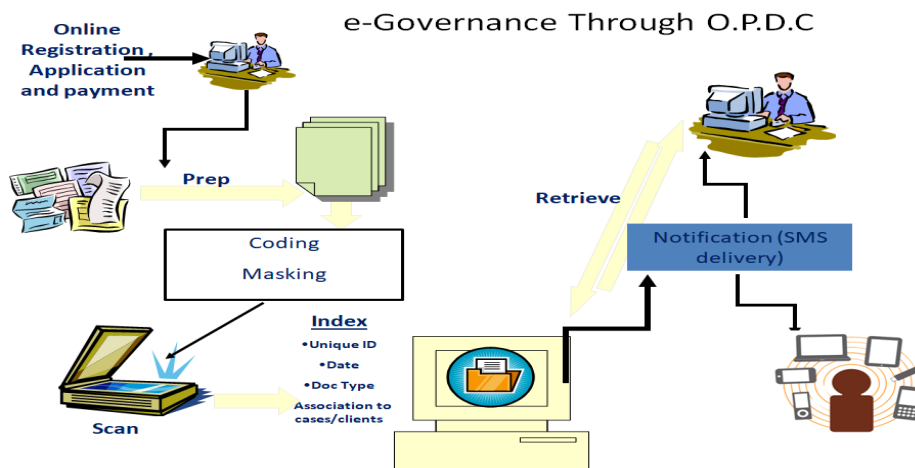 e-Governance Through O.P.D.C
Online
Registration ,
Application
and payment
Prep
Coding
Masking
Scan
Index
•Unique ID
•Date
•Doc Type
Association to
cases/clients
Retrieve
Notification (SMS
delivery)